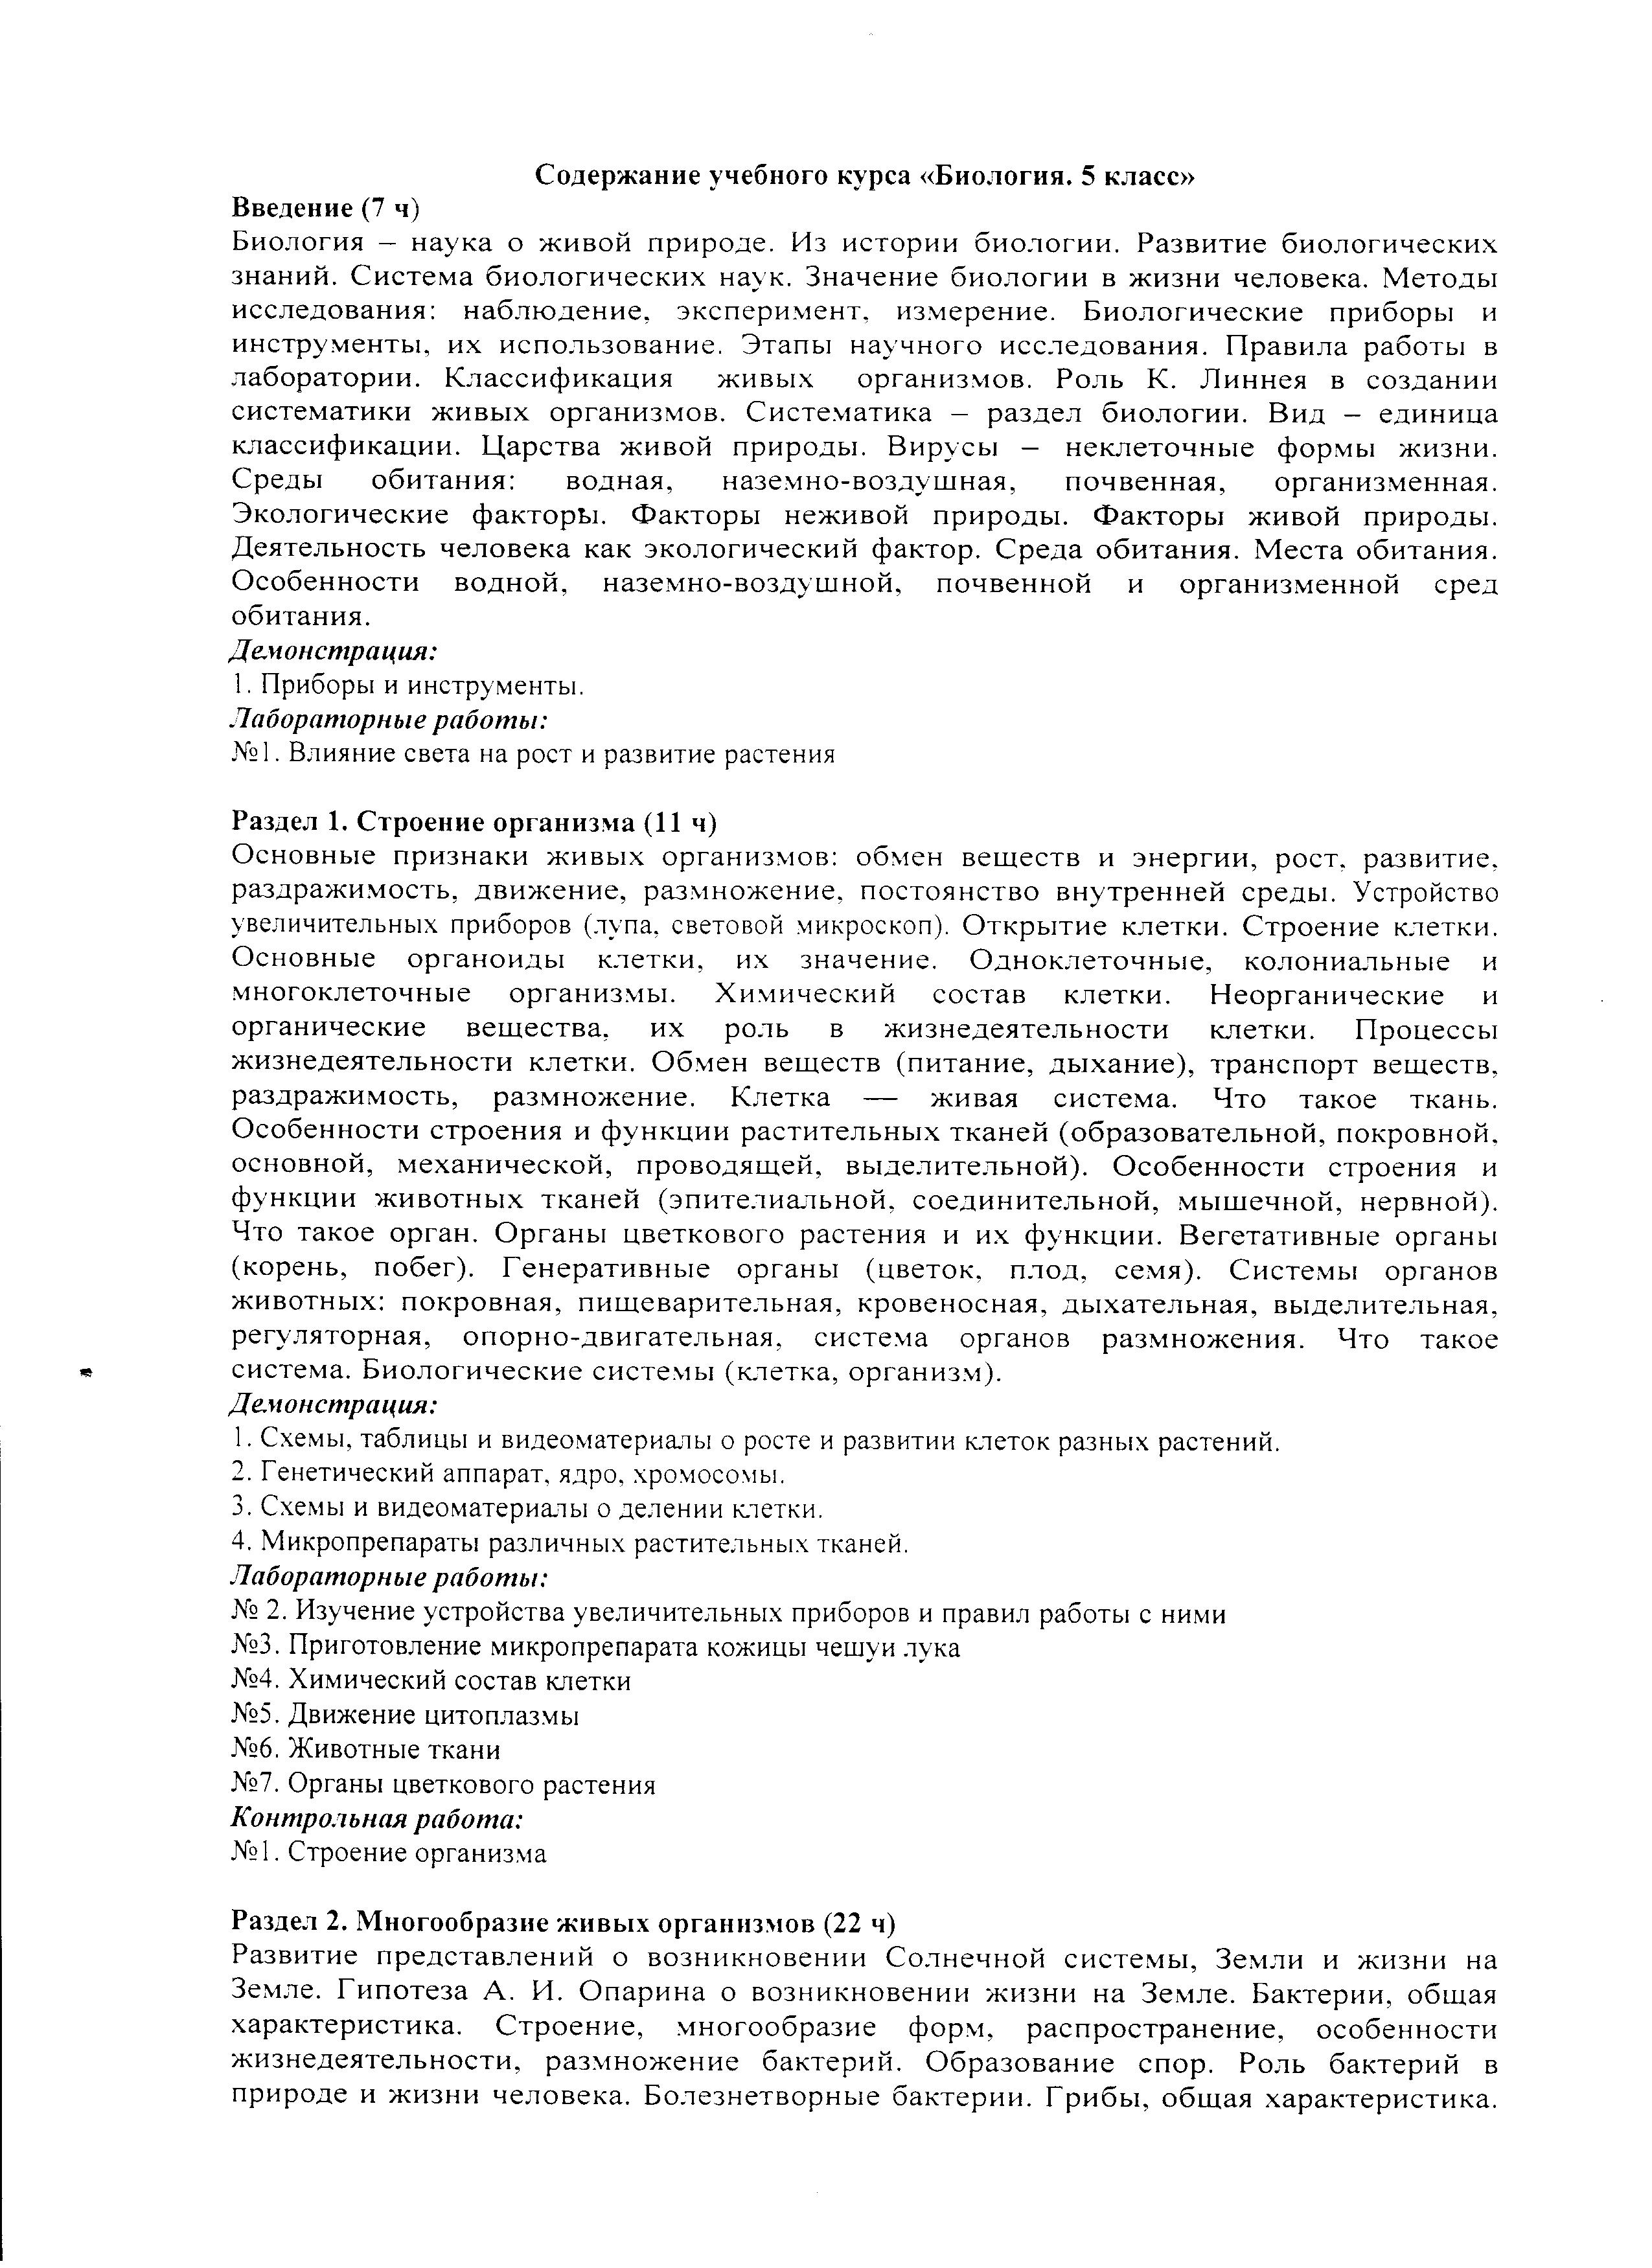 Содержание учебного курса «Биология. 5 класс»
Введение (7 ч)
Биология – наука о живой природе. Из истории биологии. Развитие биологических
знаний. Система биологических наук. Значение биологии в жизни человека. Методы
исследования: наблюдение, эксперимент, измерение. Биологические приборы и
инструменты, их использование. Этапы научного исследования. Правила работы в
лаборатории. Классификация живых организмов. Роль К. Линнея в создании
систематики живых организмов. Систематика – раздел биологии. Вид – единица
классификации. Царства живой природы. Вирусы – неклеточные формы жизни.
Среды обитания: водная, наземно-воздушная, почвенная, организменная.
Экологические факторы. Факторы неживой природы. Факторы живой природы.
Деятельность человека как экологический фактор. Среда обитания. Места обитания.
Особенности водной, наземно-воздушной, почвенной и организменной сред
обитания.
Демонстрация:
1. Приборы и инструменты.
Лабораторные работы:
№1. Влияние света на рост и развитие растения
Раздел 1. Строение организма (11 ч)
Основные признаки живых организмов: обмен веществ и энергии, рост, развитие,
раздражимость, движение, размножение, постоянство внутренней среды. Устройство
увеличительных приборов (лупа, световой микроскоп). Открытие клетки. Строение клетки.
Основные органоиды клетки, их значение. Одноклеточные, колониальные и
многоклеточные организмы. Химический состав клетки. Неорганические и
органические вещества, их роль в жизнедеятельности клетки. Процессы
жизнедеятельности клетки. Обмен веществ (питание, дыхание), транспорт веществ,
раздражимость, размножение. Клетка — живая система. Что такое ткань.
Особенности строения и функции растительных тканей (образовательной, покровной,
основной, механической, проводящей, выделительной). Особенности строения и
функции животных тканей (эпителиальной, соединительной, мышечной, нервной).
Что такое орган. Органы цветкового растения и их функции. Вегетативные органы
(корень, побег). Генеративные органы (цветок, плод, семя). Системы органов
животных: покровная, пищеварительная, кровеносная, дыхательная, выделительная,
регуляторная, опорно-двигательная, система органов размножения. Что такое
система. Биологические системы (клетка, организм).
Демонстрация:
1. Схемы, таблицы и видеоматериалы о росте и развитии клеток разных растений.
2. Генетический аппарат, ядро, хромосомы.
3. Схемы и видеоматериалы о делении клетки.
4. Микропрепараты различных растительных тканей.
Лабораторные работы:
№ 2. Изучение устройства увеличительных приборов и правил работы с ними
№3. Приготовление микропрепарата кожицы чешуи лука
№4. Химический состав клетки
№5. Движение цитоплазмы
№6. Животные ткани
№7. Органы цветкового растения
Контрольная работа:
№1. Строение организма
Раздел 2. Многообразие живых организмов (22 ч)
Развитие представлений о возникновении Солнечной системы, Земли и жизни на
Земле. Гипотеза А. И. Опарина о возникновении жизни на Земле. Бактерии, общая
характеристика. Строение, многообразие форм, распространение, особенности
жизнедеятельности, размножение бактерий. Образование спор. Роль бактерий в
природе и жизни человека. Болезнетворные бактерии. Грибы, общая характеристика.